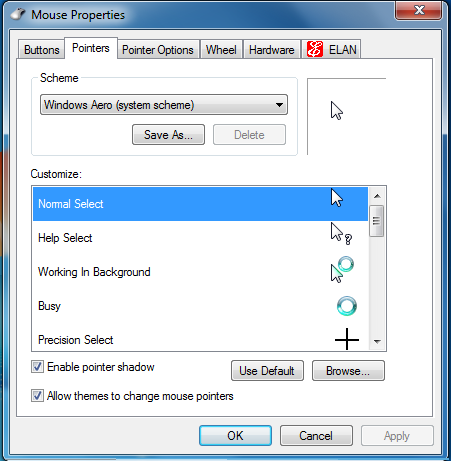 Mouse Properties
Buttons Pointers Pointer Options Wheel Hardware ELAN
Scheme
Windows Aero (system scheme)
Save As... Delete
Customize:
Normal Select
Help Select
Working In Background
Busy
Precision Select
Enable pointer shadow
Use Default Browse...
Allow themes to change mouse pointers
OK Cancel Apply